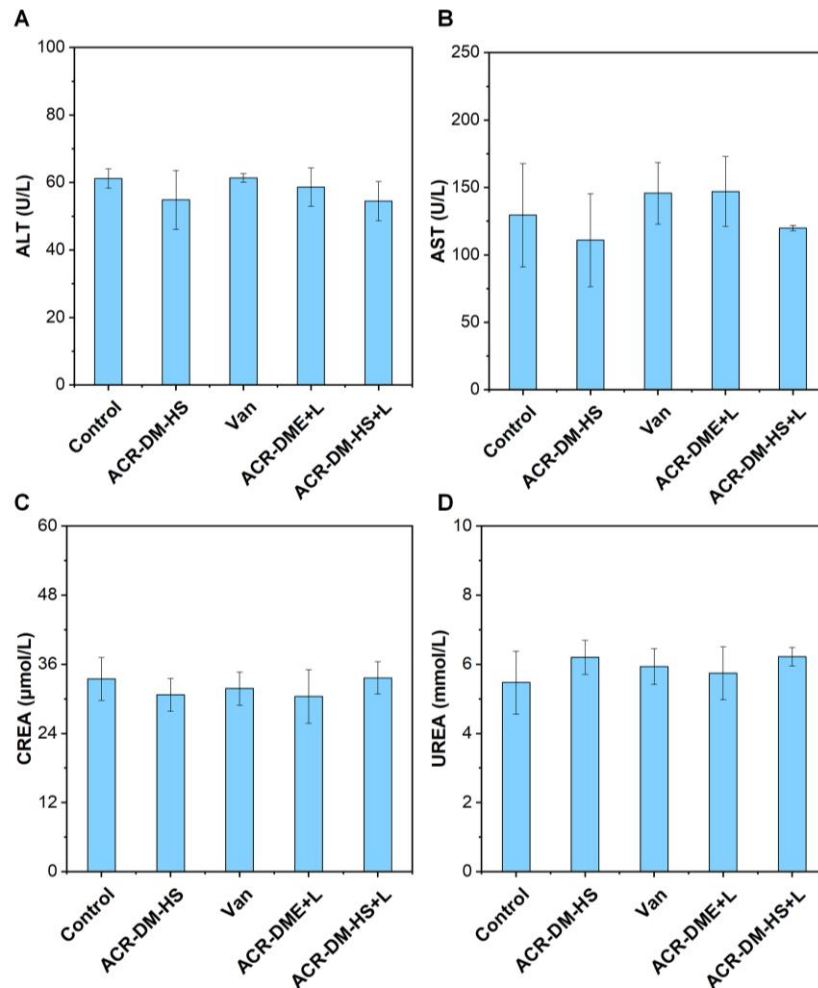 A
ALT (U/L)
100
80
60
40
20
0
Control
ACR-DM-HS
Van
ACR-DME+L
ACR-DM-HS+L
B
AST (U/L)
250
200
150
100
50
0
Control
ACR-DM-HS
Van
ACR-DME+L
ACR-DM-HS+L
C
CREA (μmol/L)
60
48
36
24
12
0
Control
ACR-DM-HS
Van
ACR-DME+L
ACR-DM-HS+L
D
UREA (mmol/L)
10
8
6
4
2
0
Control
ACR-DM-HS
Van
ACR-DME+L
ACR-DM-HS+L